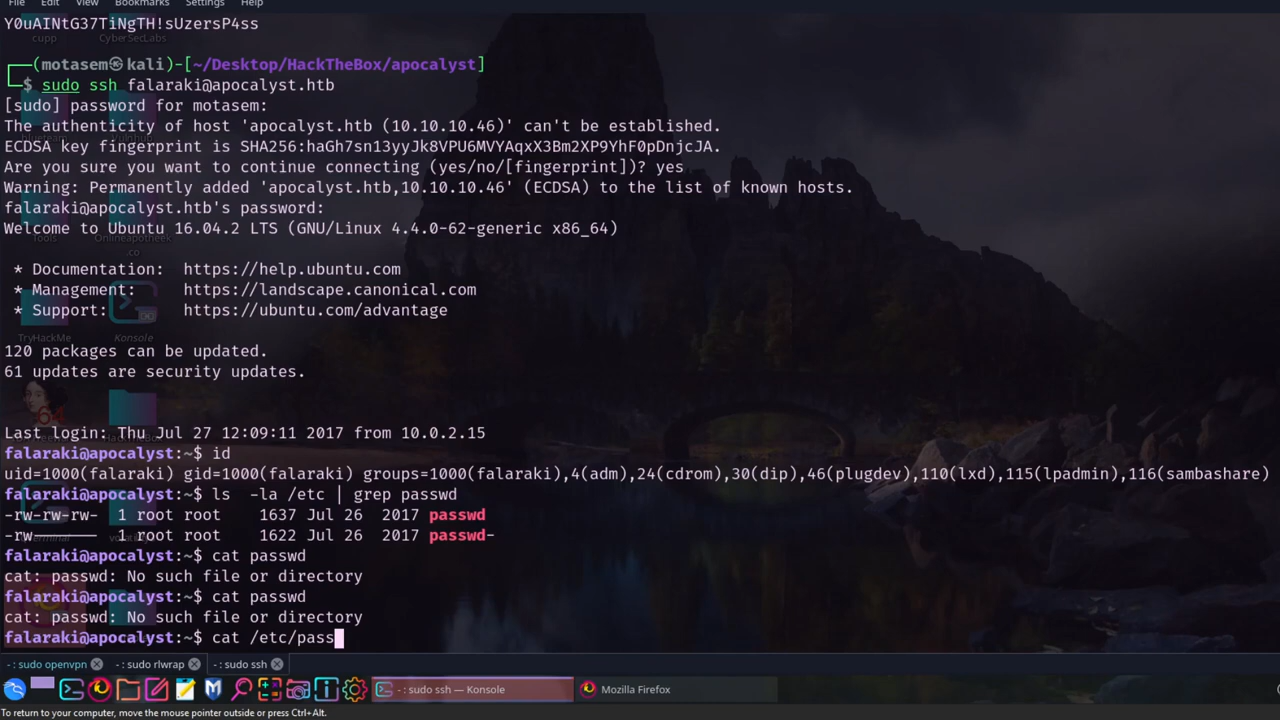 File Edit View Bookmarks Settings Help
Y0uAINtG37TiNgTH!sUzersP4ss
cupp CyberSecLabs
┌──(motasem㉿kali)-[~/Desktop/HackTheBox/apocalyst]
└─$ sudo ssh falaraki@apocalyst.htb
[sudo] password for motasem:
The authenticity of host 'apocalyst.htb (10.10.10.46)' can't be established.
ECDSA key fingerprint is SHA256:haGh7sn13yyJk8VPU6MVYAqxX3Bm2XP9YhF0pDnjcJA.
Are you sure you want to continue connecting (yes/no/[fingerprint])? yes
Warning: Permanently added 'apocalyst.htb,10.10.10.46' (ECDSA) to the list of known hosts.
falaraki@apocalyst.htb's password:
Welcome to Ubuntu 16.04.2 LTS (GNU/Linux 4.4.0-62-generic x86_64)
Tools Onlineapotheek
.co
* Documentation: https://help.ubuntu.com
* Management: https://landscape.canonical.com
* Support: https://ubuntu.com/advantage
TryHackMe Konsole
120 packages can be updated.
61 updates are security updates.
Last login: Thu Jul 27 12:09:11 2017 from 10.0.2.15
falaraki@apocalyst:~$ id
uid=1000(falaraki) gid=1000(falaraki) groups=1000(falaraki),4(adm),24(cdrom),30(dip),46(plugdev),110(lxd),115(lpadmin),116(sambashare)
falaraki@apocalyst:~$ ls -la /etc | grep passwd
-rw-rw-rw- 1 root root 1637 Jul 26 2017 passwd
-rw------- 1 root root 1622 Jul 26 2017 passwd-
falaraki@apocalyst:~$ cat passwd
cat: passwd: No such file or directory
falaraki@apocalyst:~$ cat passwd
cat: passwd: No such file or directory
falaraki@apocalyst:~$ cat /etc/pass
- : sudo openvpn - : sudo rlwrap - : sudo ssh
- : sudo ssh — Konsole Mozilla Firefox
To return to your computer, move the mouse pointer outside or press Ctrl+Alt.